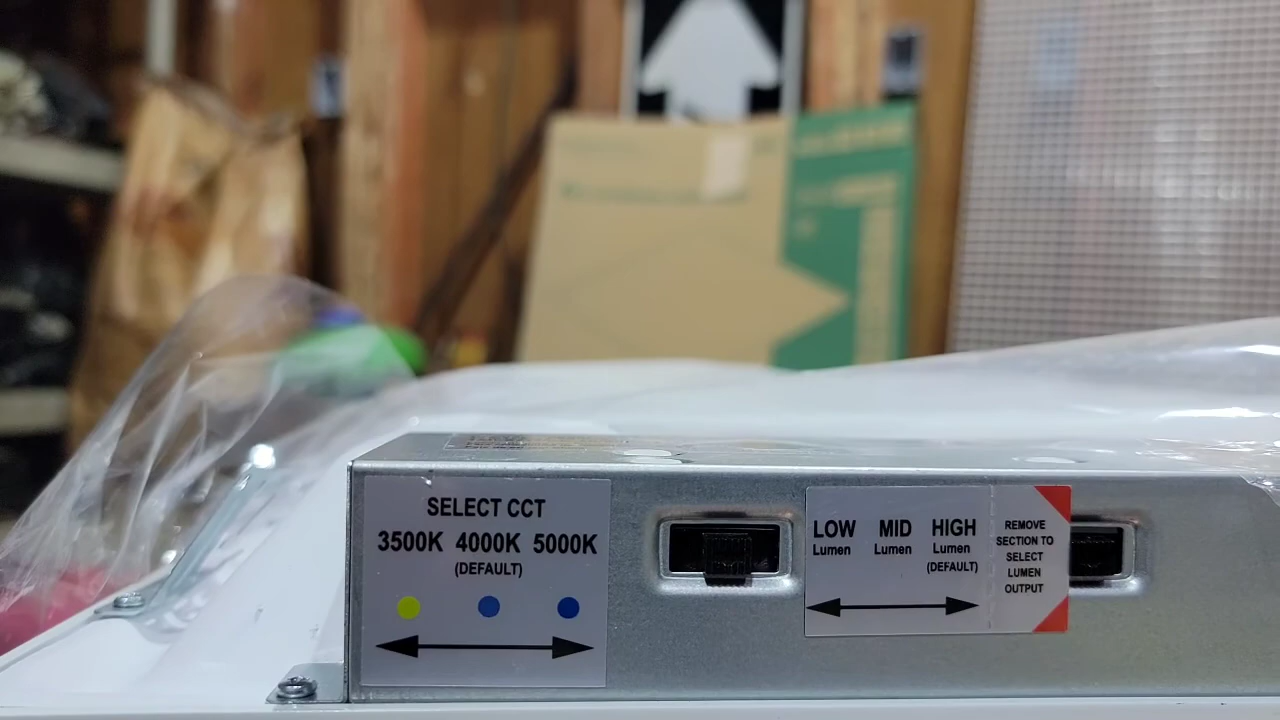 SELECT CCT
3500K 4000K 5000K
(DEFAULT)
LOW MID HIGH
Lumen Lumen Lumen
(DEFAULT)
REMOVE
SECTION TO
SELECT
LUMEN
OUTPUT